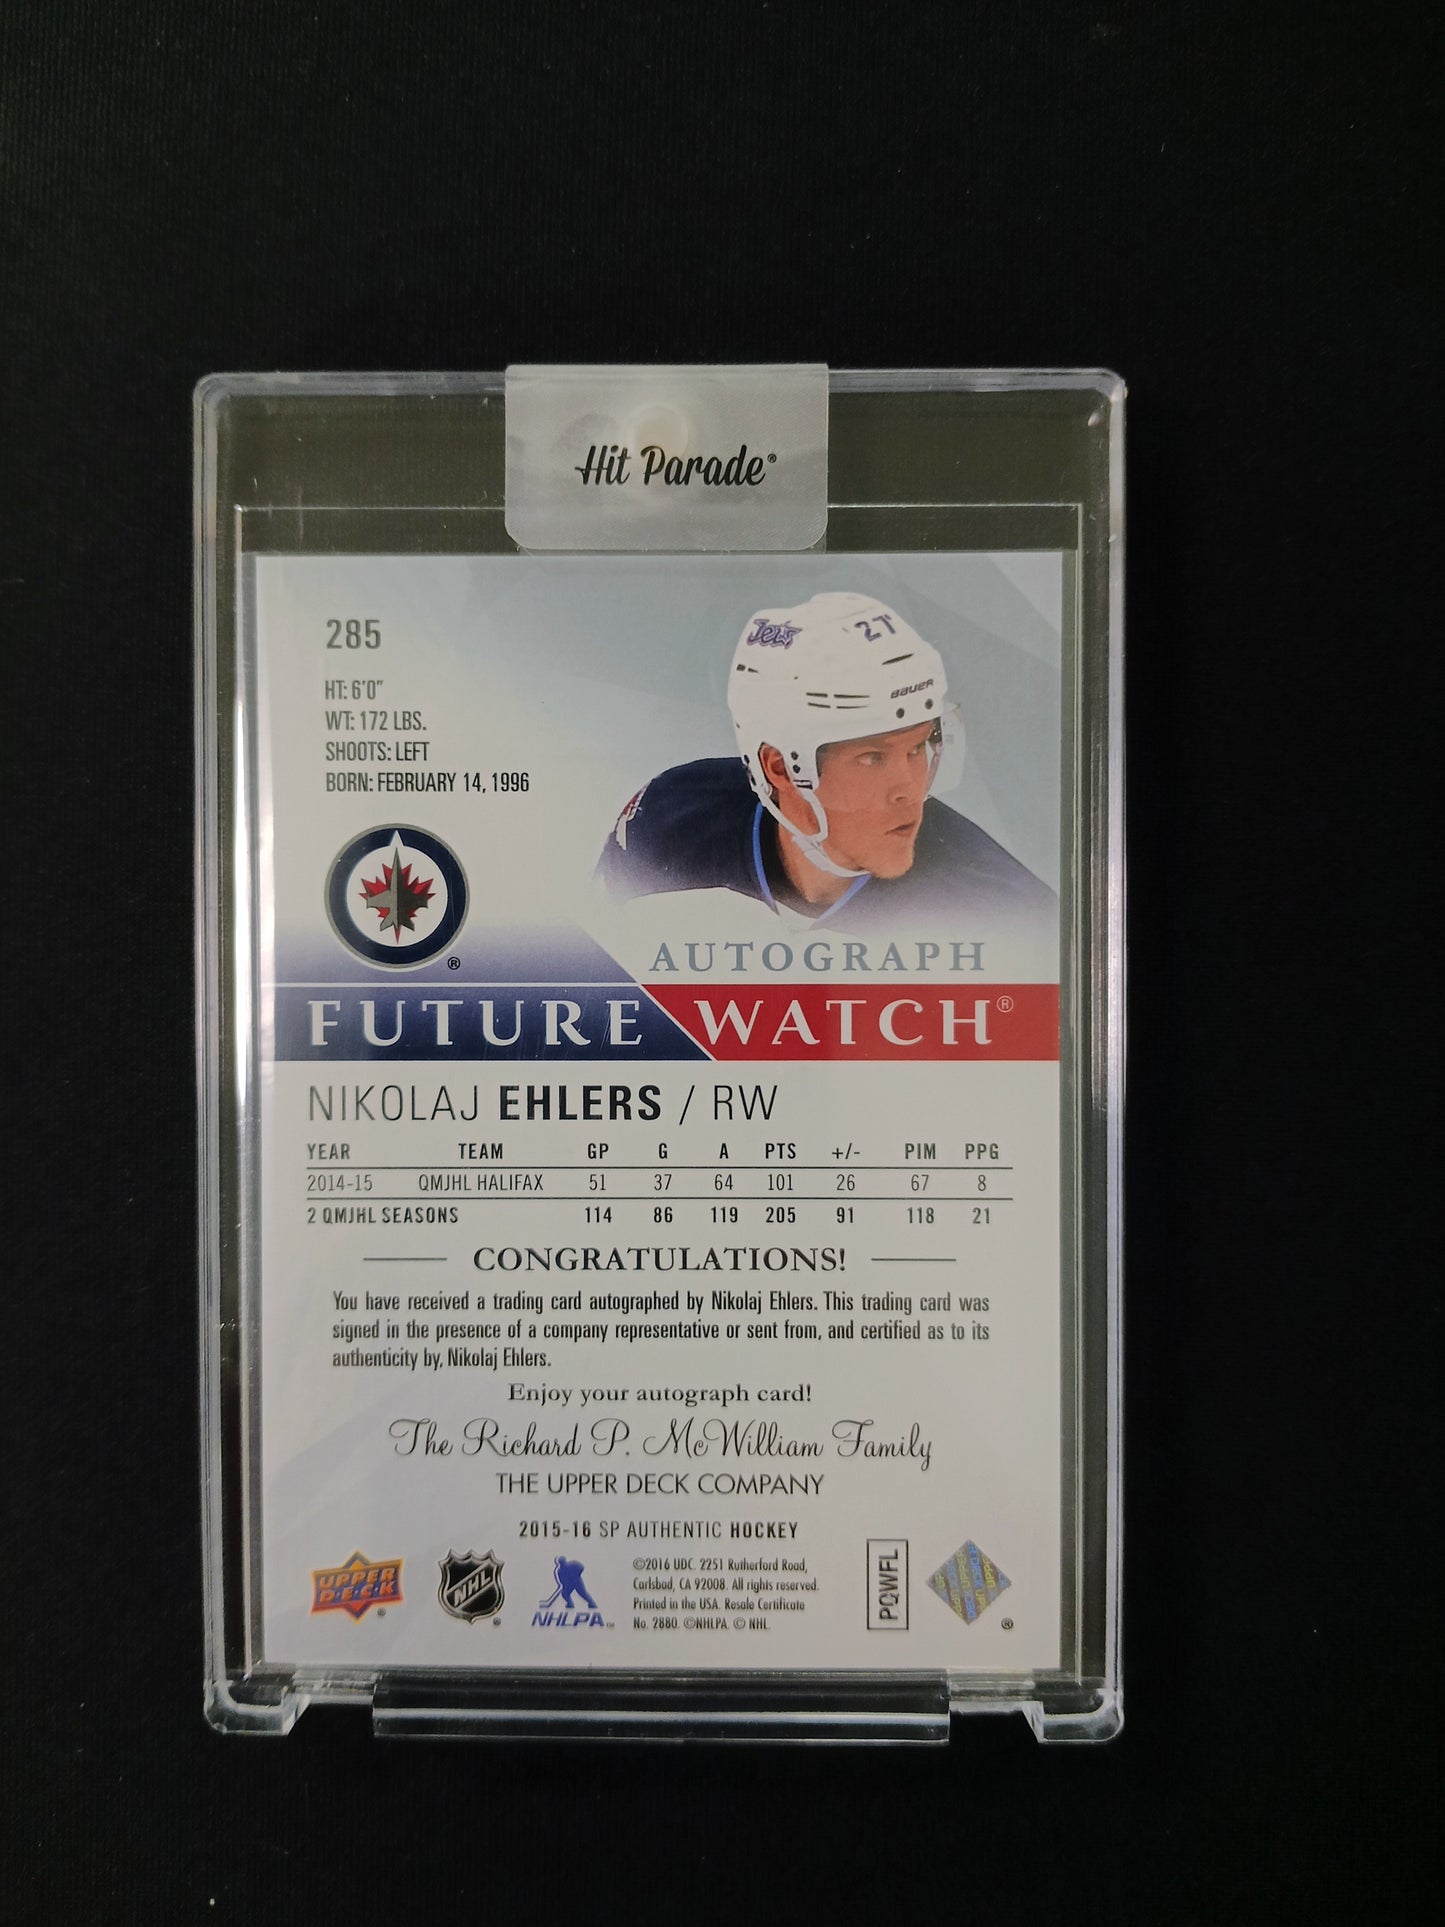 Hit Parade®
285
HT: 6'0"
WT: 172 LBS.
SHOOTS: LEFT
BORN: FEBRUARY 14, 1996
Jets
27
BAUER
®
AUTOGRAPH
FUTURE WATCH®
NIKOLAJ EHLERS / RW
YEAR TEAM GP G A PTS +/- PIM PPG
2014-15 QMJHL HALIFAX 51 37 64 101 26 67 8
2 QMJHL SEASONS 114 86 119 205 91 118 21
CONGRATULATIONS!
You have received a trading card autographed by Nikolaj Ehlers. This trading card was
signed in the presence of a company representative or sent from, and certified as to its
authenticity by, Nikolaj Ehlers.
Enjoy your autograph card!
The Richard P. McWilliam Family
THE UPPER DECK COMPANY
2015-16 SP AUTHENTIC HOCKEY
UPPER
DECK
®
NHL
®
NHLPA™
©2016 UDC. 2251 Rutherford Road,
Carlsbad, CA 92008. All rights reserved.
Printed in the USA. Resale Certificate
No. 2880. ©NHLPA. © NHL.
PQWFL
®